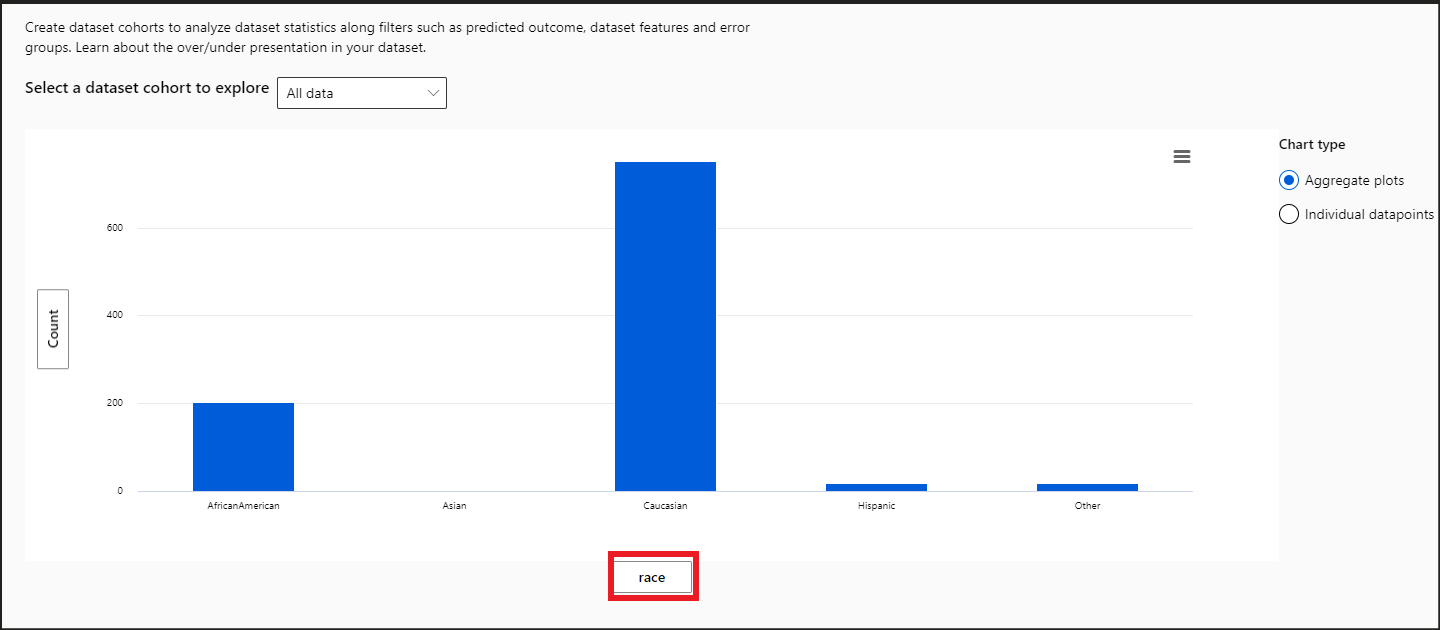 Create dataset cohorts to analyze dataset statistics along filters such as predicted outcome, dataset features and error
groups. Learn about the over/under presentation in your dataset.
Select a dataset cohort to explore
All data
Chart type
Aggregate plots
Individual datapoints
Count
600
400
200
0
AfricanAmerican
Asian
Caucasian
Hispanic
Other
race